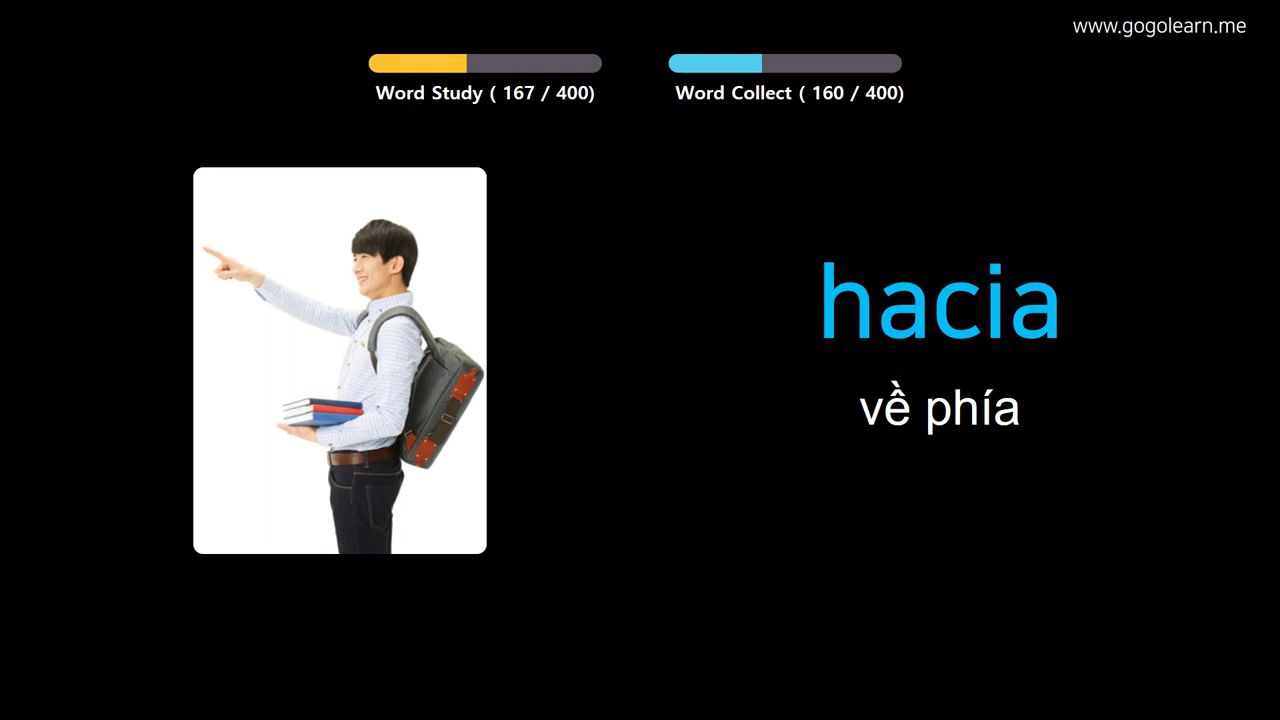 www.gogolearn.me
Word Study ( 167 / 400)
Word Collect ( 160 / 400)
hacia
về phía